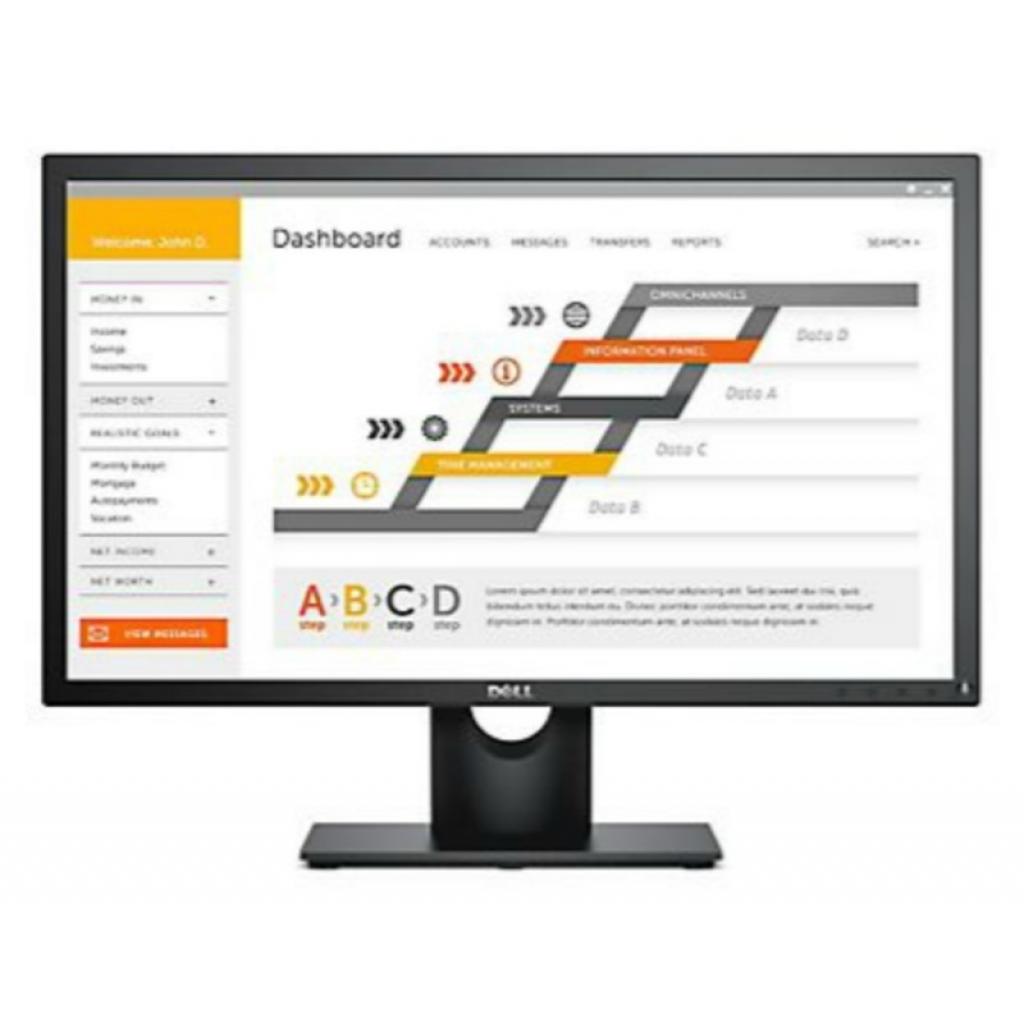 Welcome, John D.
Dashboard
ACCOUNTS
MESSAGES
TRANSFERS
REPORTS
SEARCH
MONEY IN
Income
Savings
Investments
MONEY OUT +
REALISTIC GOALS -
Monthly Budget
Mortgage
Autopayments
Vacation
NET INCOME +
NET WORTH +
VIEW MESSAGES
OMNICHANNELS
Data D
INFORMATION PANEL
Data A
SYSTEMS
Data C
TIME MANAGEMENT
Data B
A › B › C › D
step step step step
Lorem ipsum dolor sit amet, consectetur adipiscing elit. Sed laoreet dui nisi, quis
bibendum tellus interdum eu. Donec porttitor condimentum ante, at sodales neque
dignissim in. Porttitor condimentum ante, at sodales neque dignissim in.
DELL